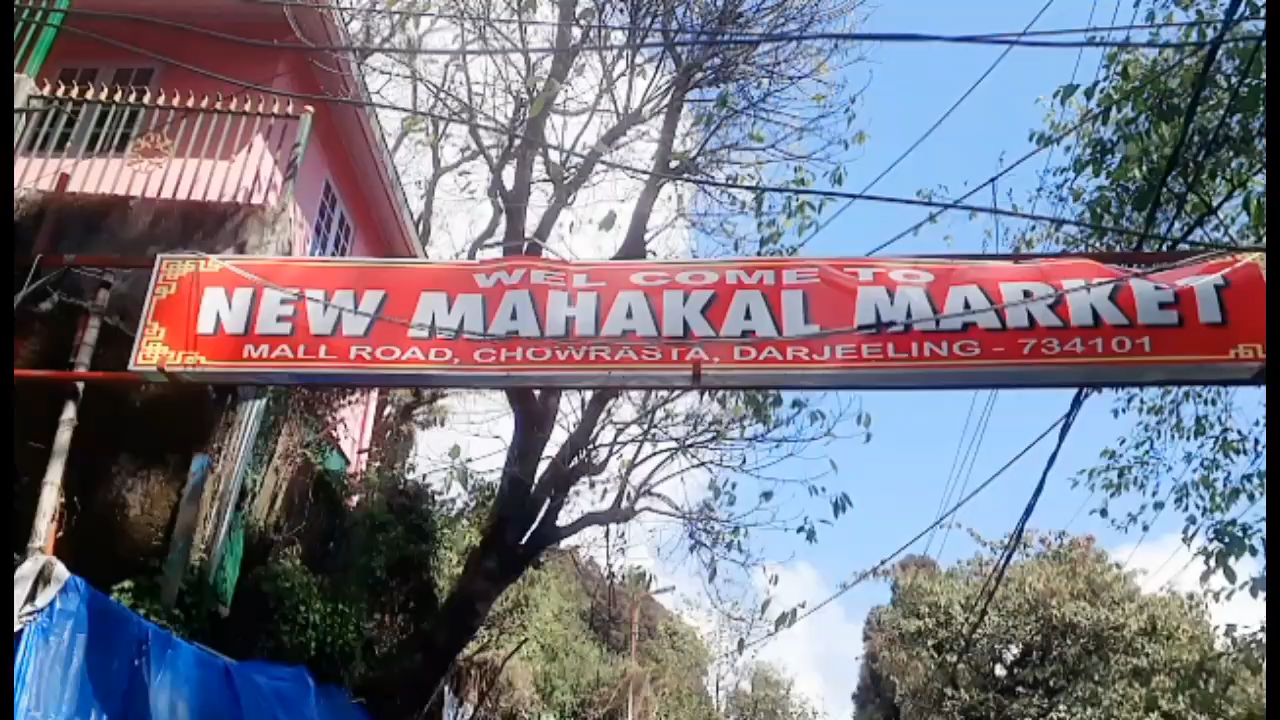 WEL COME TO
NEW MAHAKAL MARKET
MALL ROAD, CHOWRASTA, DARJEELING - 734101